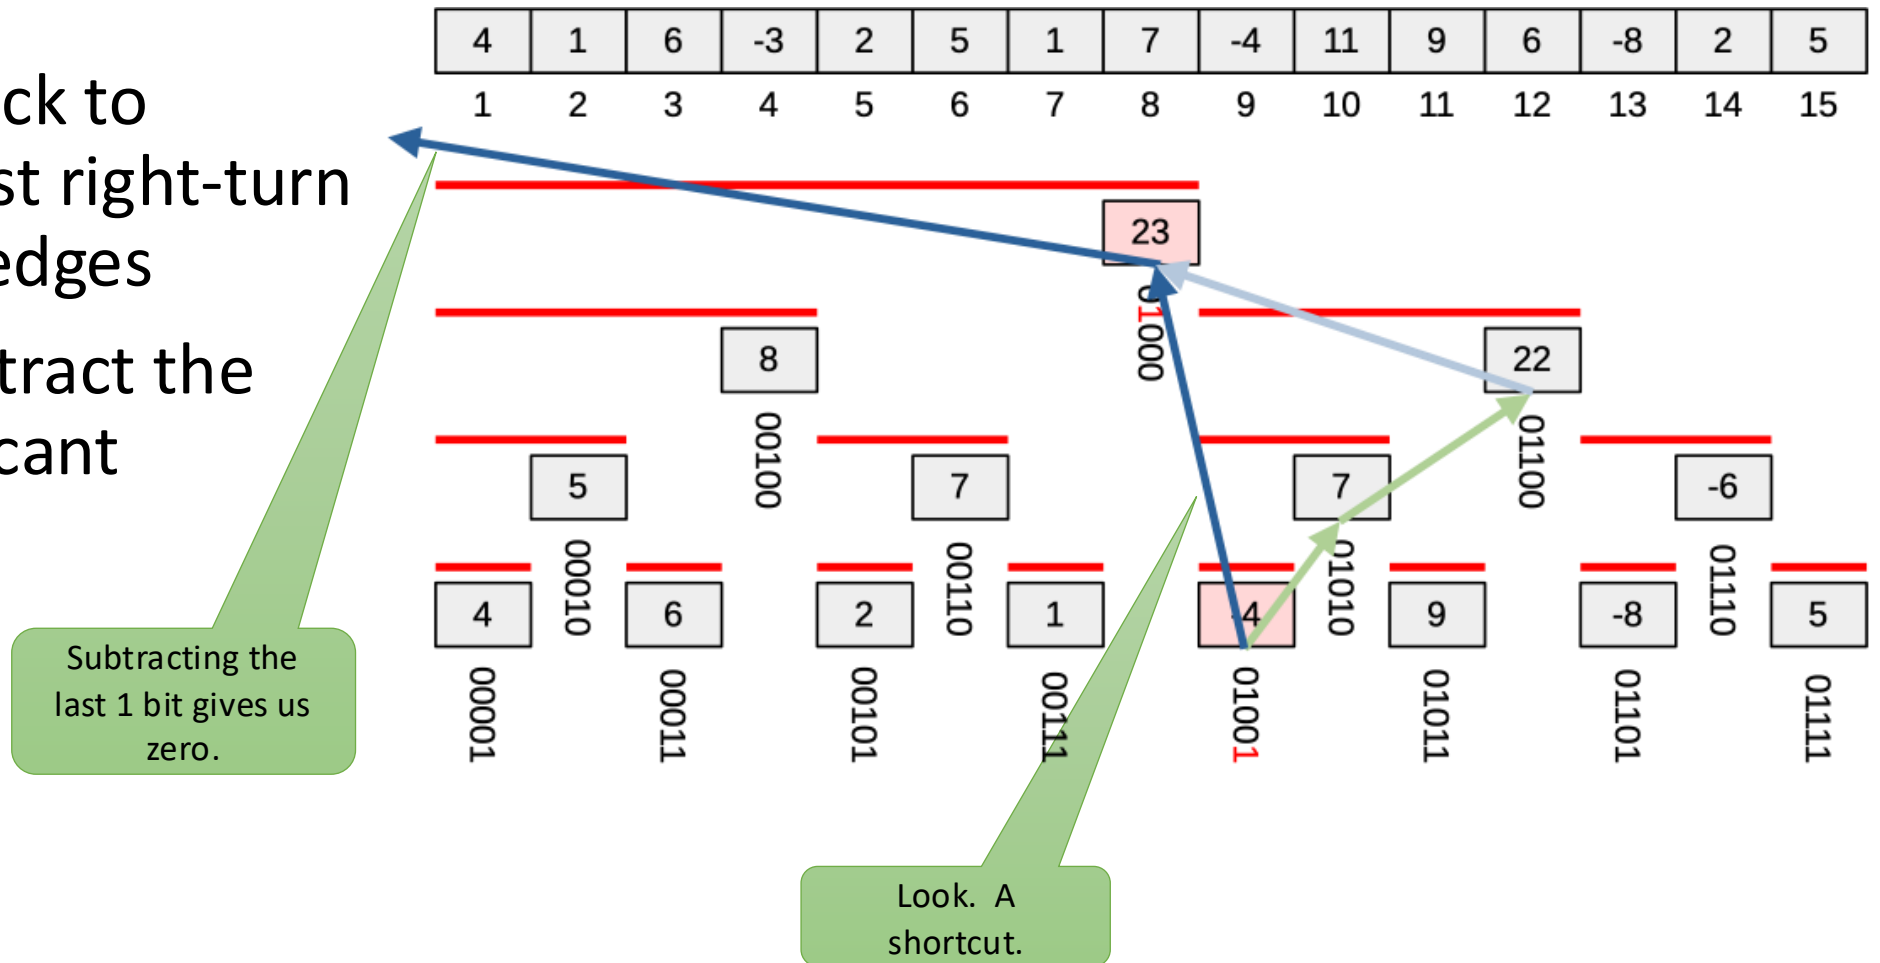 4 1 6 -3 2 5 1 7 -4 11 9 6 -8 2 5
1 2 3 4 5 6 7 8 9 10 11 12 13 14 15
ck to
st right-turn
edges
tract the
cant
23
01000
8 22
00100 01100
5 7 7 -6
00010 00110 01010 01110
4 6 2 1 -4 9 -8 5
00001 00011 00101 00111 01001 01011 01101 01111
Subtracting the
last 1 bit gives us
zero.
Look. A
shortcut.